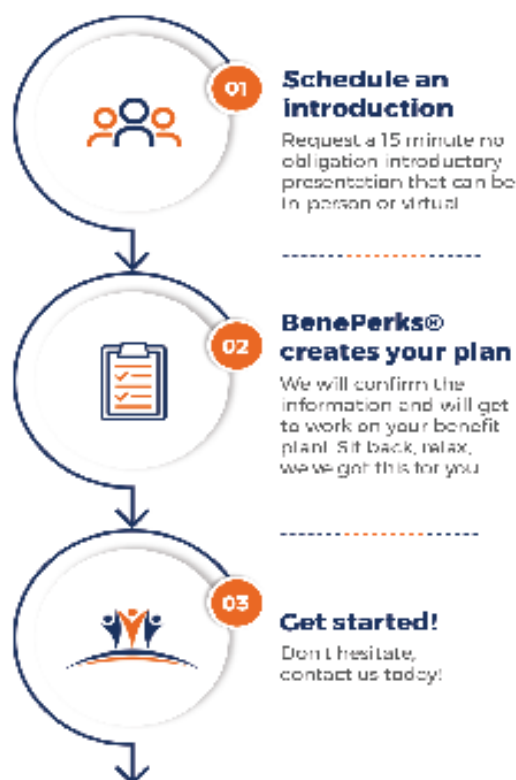 01
Schedule an
introduction
Request a 15 minute no
obligation introductory
presentation that can be
in-person or virtual
02
BenePerks®
creates your plan
We will confirm the
information and will get
to work on your benefit
plan! Sit back, relax,
we've got this for you
03
Get started!
Don't hesitate,
contact us today!